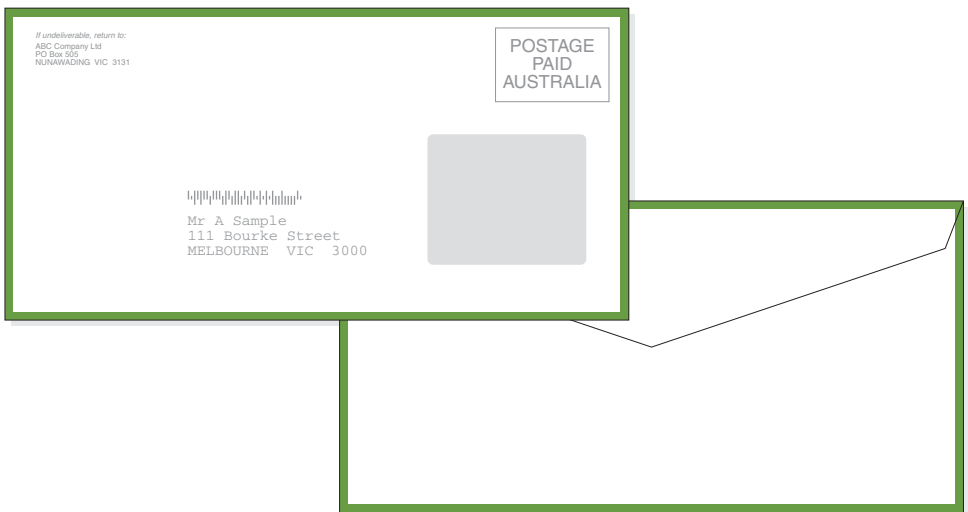 If undeliverable, return to:
ABC Company Ltd
PO Box 505
NUNAWADING VIC 3131
POSTAGE
PAID
AUSTRALIA
Mr A Sample
111 Bourke Street
MELBOURNE VIC 3000